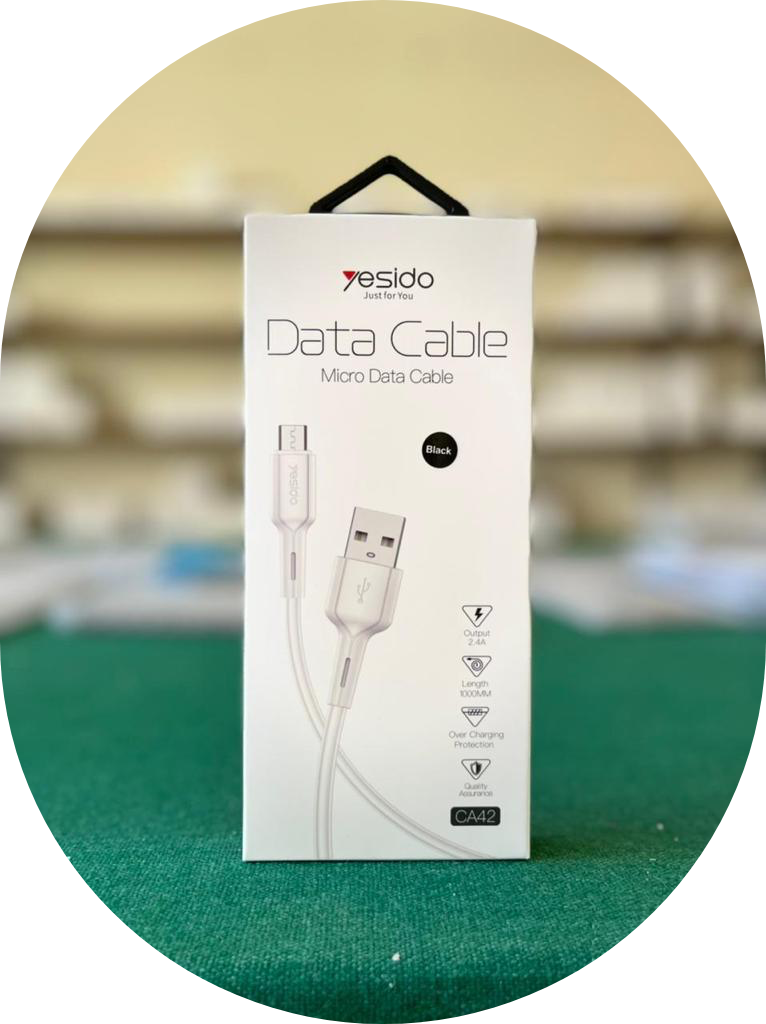 Yesido
Just for You
Data Cable
Micro Data Cable
Black
Yesido
Output
2.4A
Length
1000MM
Over Charging
Protection
Quality
Assurance
CA42